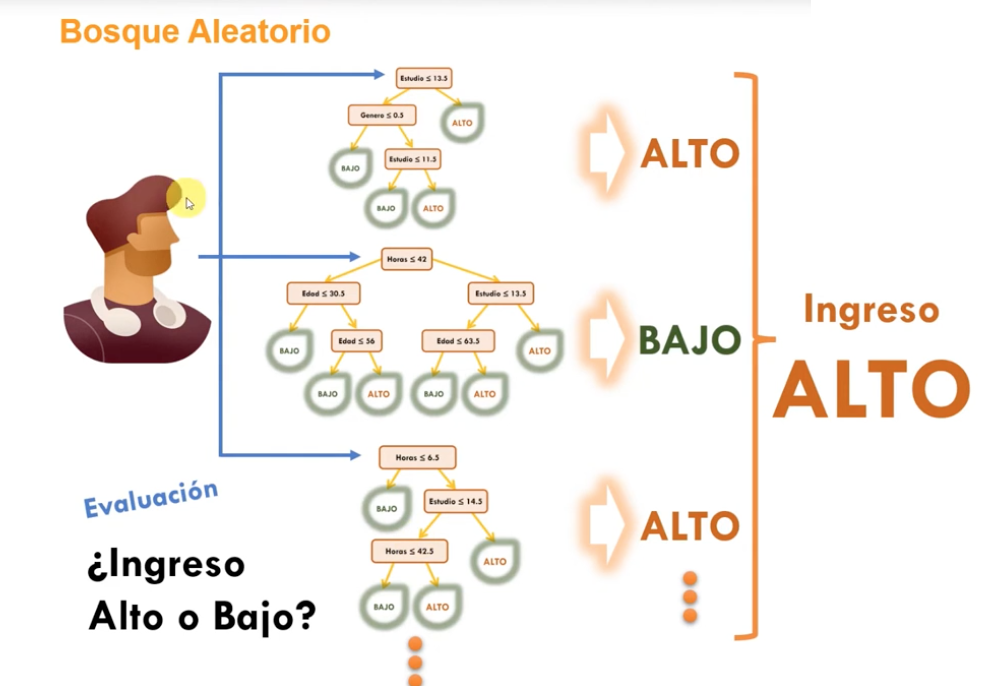 Bosque Aleatorio
Estudio ≤ 13.5
Genero ≤ 0.5
ALTO
BAJO
Estudio ≤ 11.5
BAJO
ALTO
ALTO
Horas ≤ 42
Edad ≤ 30.5
Estudio ≤ 13.5
BAJO
Edad ≤ 56
Edad ≤ 63.5
ALTO
BAJO
ALTO
BAJO
ALTO
BAJO
Horas ≤ 6.5
BAJO
Estudio ≤ 14.5
Horas ≤ 42.5
ALTO
BAJO
ALTO
ALTO
Ingreso
ALTO
Evaluación
¿Ingreso
Alto o Bajo?